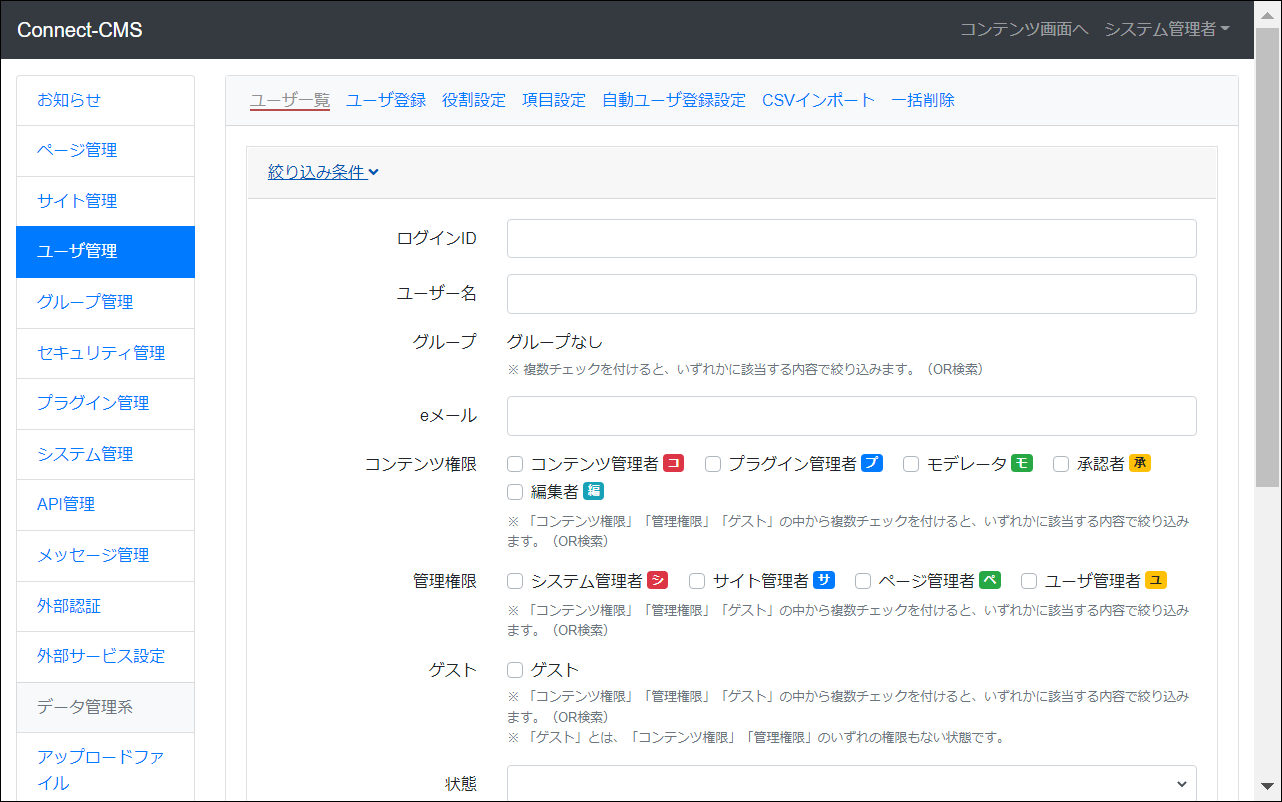 Connect-CMS
コンテンツ画面へ システム管理者
お知らせ
ページ管理
サイト管理
ユーザ管理
グループ管理
セキュリティ管理
プラグイン管理
システム管理
API管理
メッセージ管理
外部認証
外部サービス設定
データ管理系
アップロードファ
イル
ユーザ一覧 ユーザ登録 役割設定 項目設定 自動ユーザ登録設定 CSVインポート 一括削除
絞り込み条件
ログインID
ユーザー名
グループ グループなし
※ 複数チェックを付けると、いずれかに該当する内容で絞り込みます。（OR検索）
eメール
コンテンツ権限 コンテンツ管理者 コ プラグイン管理者 プ モデレータ モ 承認者 承
編集者 編
※ 「コンテンツ権限」「管理権限」「ゲスト」の中から複数チェックを付けると、いずれかに該当する内容で絞り込み
ます。（OR検索）
管理権限 システム管理者 シ サイト管理者 サ ページ管理者 ペ ユーザ管理者 ユ
※ 「コンテンツ権限」「管理権限」「ゲスト」の中から複数チェックを付けると、いずれかに該当する内容で絞り込み
ます。（OR検索）
ゲスト ゲスト
※ 「コンテンツ権限」「管理権限」「ゲスト」の中から複数チェックを付けると、いずれかに該当する内容で絞り込み
ます。（OR検索）
※ 「ゲスト」とは、「コンテンツ権限」「管理権限」のいずれの権限もない状態です。
状態